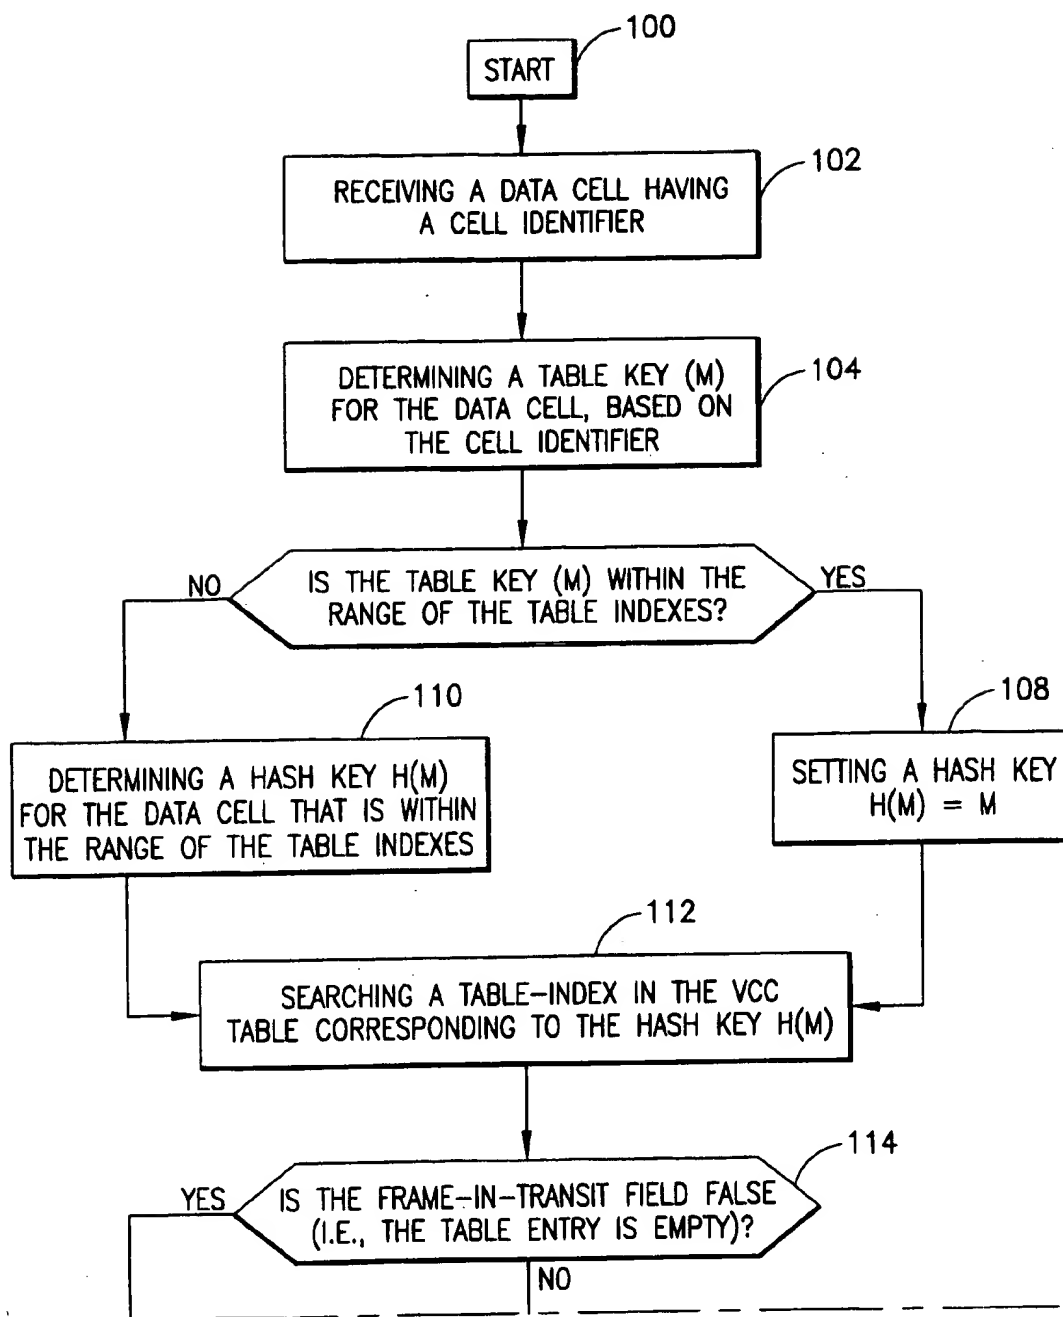 100
START
102
RECEIVING A DATA CELL HAVING
A CELL IDENTIFIER
104
DETERMINING A TABLE KEY (M)
FOR THE DATA CELL, BASED ON
THE CELL IDENTIFIER
NO
IS THE TABLE KEY (M) WITHIN THE
RANGE OF THE TABLE INDEXES?
YES
110
DETERMINING A HASH KEY H(M)
FOR THE DATA CELL THAT IS WITHIN
THE RANGE OF THE TABLE INDEXES
108
SETTING A HASH KEY
H(M) = M
112
SEARCHING A TABLE-INDEX IN THE VCC
TABLE CORRESPONDING TO THE HASH KEY H(M)
114
YES
IS THE FRAME-IN-TRANSIT FIELD FALSE
(I.E., THE TABLE ENTRY IS EMPTY)?
NO